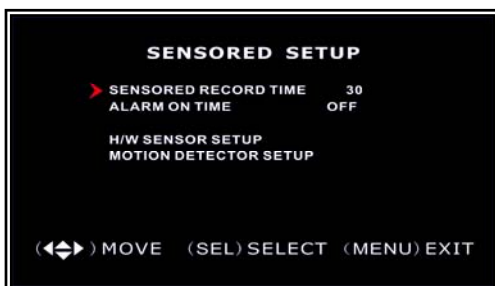 SENSORED SETUP
SENSORED RECORD TIME 30
ALARM ON TIME OFF
H/W SENSOR SETUP
MOTION DETECTOR SETUP
(◀◆▶) MOVE (SEL) SELECT (MENU) EXIT